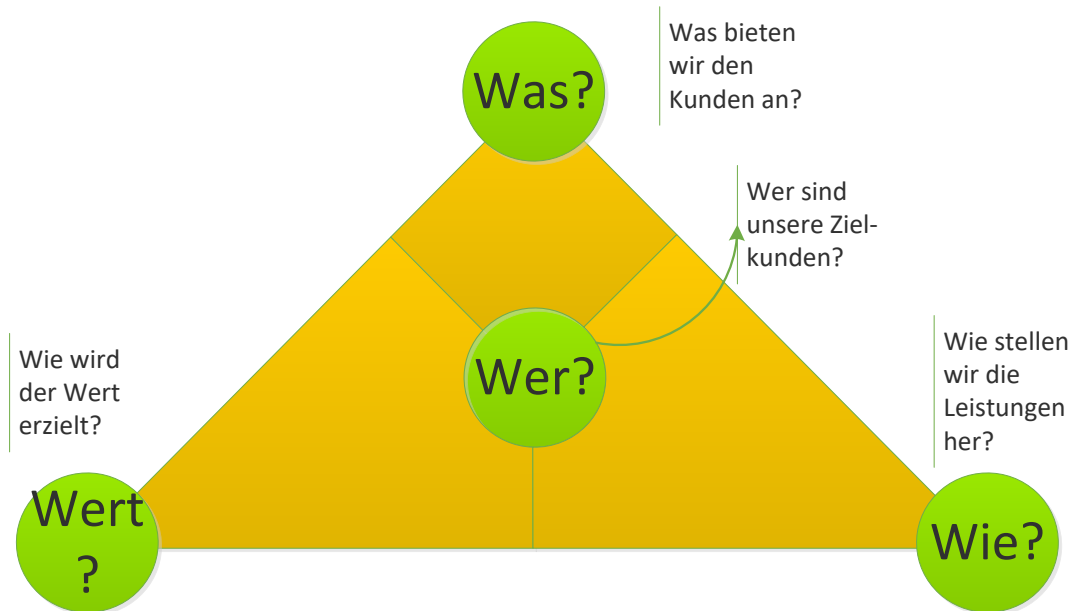 Was?
Was bieten
wir den
Kunden an?
Wer sind
unsere Ziel-
kunden?
Wer?
Wie wird
der Wert
erzielt?
Wie stellen
wir die
Leistungen
her?
Wert
?
Wie?